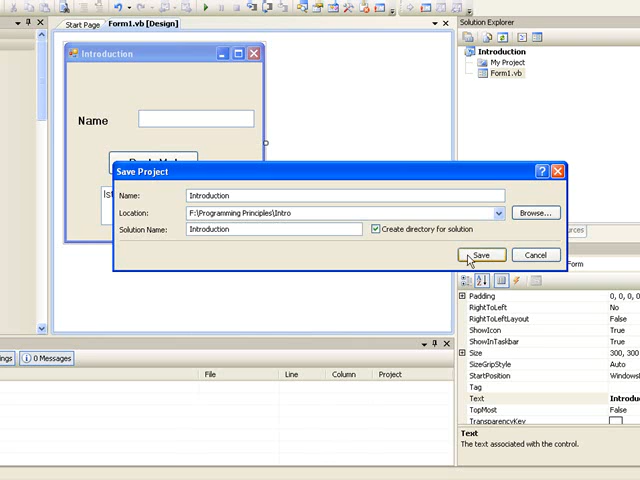 Start Page
Form1.vb [Design]
Solution Explorer
Introduction
Introduction
My Project
Form1.vb
Name
Save Project
Name:
Introduction
Location:
F:\Programming Principles\Intro
Browse...
Solution Name:
Introduction
Create directory for solution
Save
Cancel
Form
Padding
0, 0, 0, 0
RightToLeft
No
RightToLeftLayout
False
ShowIcon
True
ShowInTaskbar
True
Size
300, 300
SizeGripStyle
Auto
StartPosition
Windows
Tag
Text
Introdu
TopMost
False
TransparencyKey
Text
The text associated with the control.
ngs
0 Messages
File
Line
Column
Project